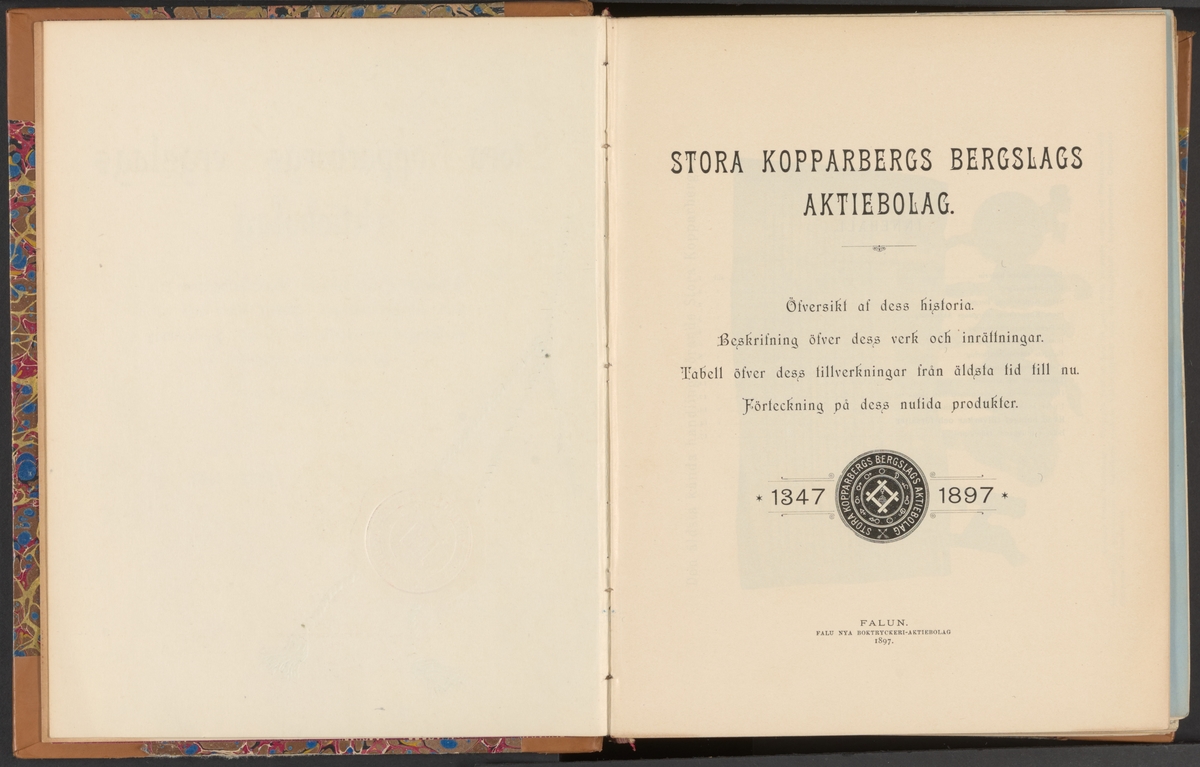 STORA KOPPARBERGS BERGSLAGS
AKTIEBOLAG.
Öfversikt af dess historia.
Beskrifning öfver dess verk och inrättningar.
Tabell öfver dess tillverkningar från äldsta tid till nu.
Förteckning på dess nutida produkter.
* 1347
STORA KOPPARBERGS BERGSLAGS AKTIEBOLAG
1897 *
FALUN.
FALU NYA BOKTRYCKERI-AKTIEBOLAG
1897.